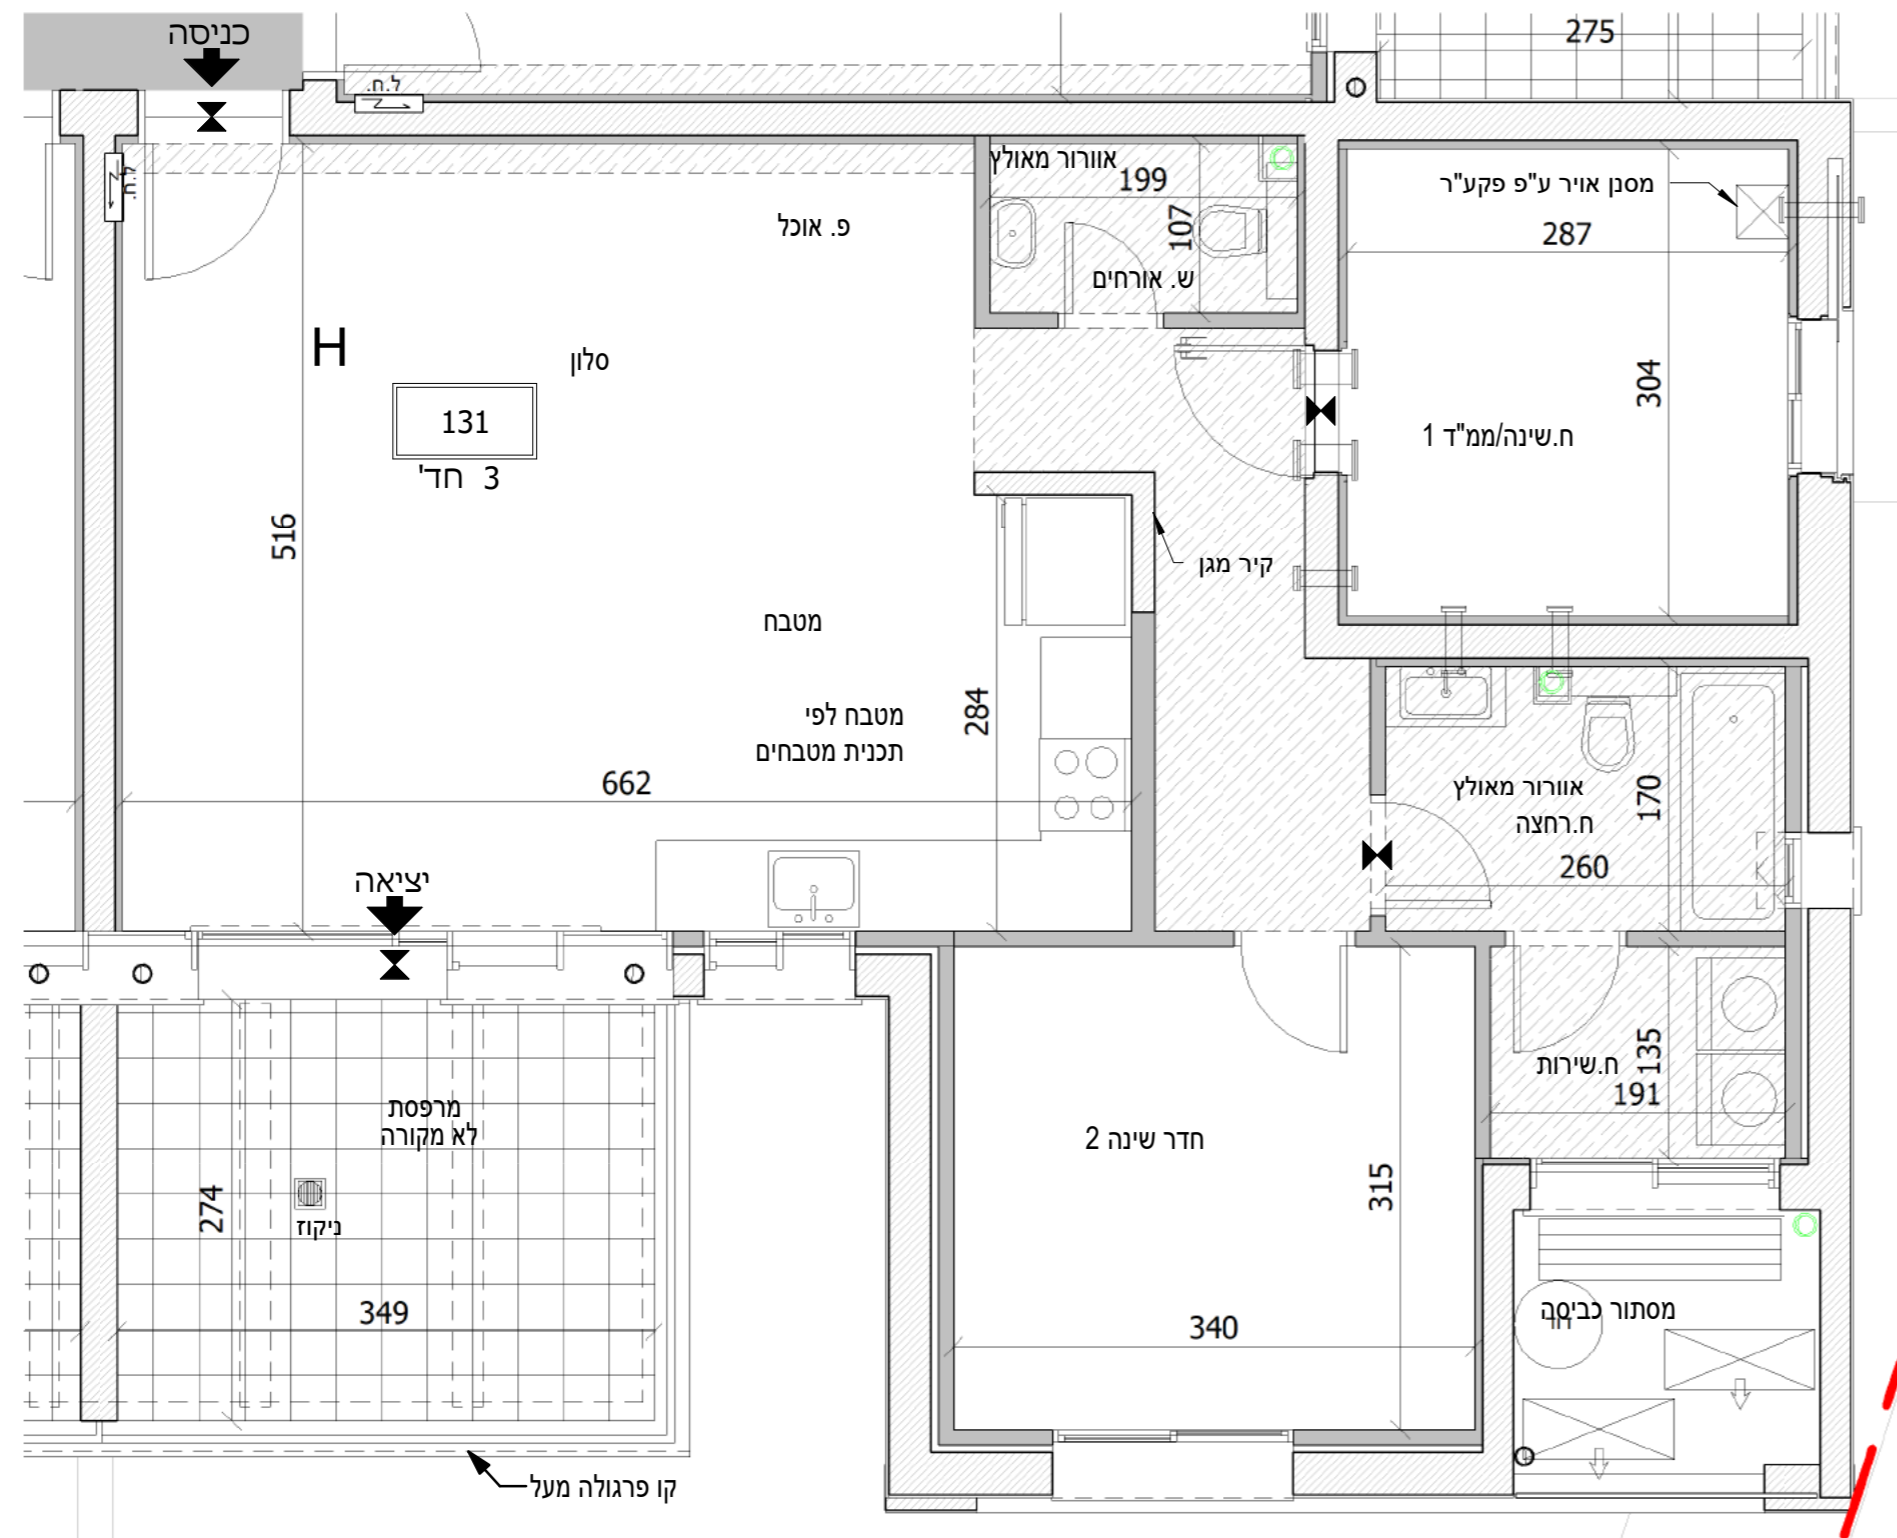 כניסה
275
ל.ח.
ל.ח.
אוורור מאולץ
199
107
ש. אורחים
מסנן אויר ע"פ פקע"ר
287
פ. אוכל
H
סלון
131
3 חד'
304
ח.שינה/ממ"ד 1
516
קיר מגן
מטבח
284
מטבח לפי
תכנית מטבחים
662
אוורור מאולץ
170
ח.רחצה
260
יציאה
מרפסת
לא מקורה
274
ניקוז
349
חדר שינה 2
315
340
ח.שירות
135
191
מסתור כביסה
דוד
קו פרגולה מעל